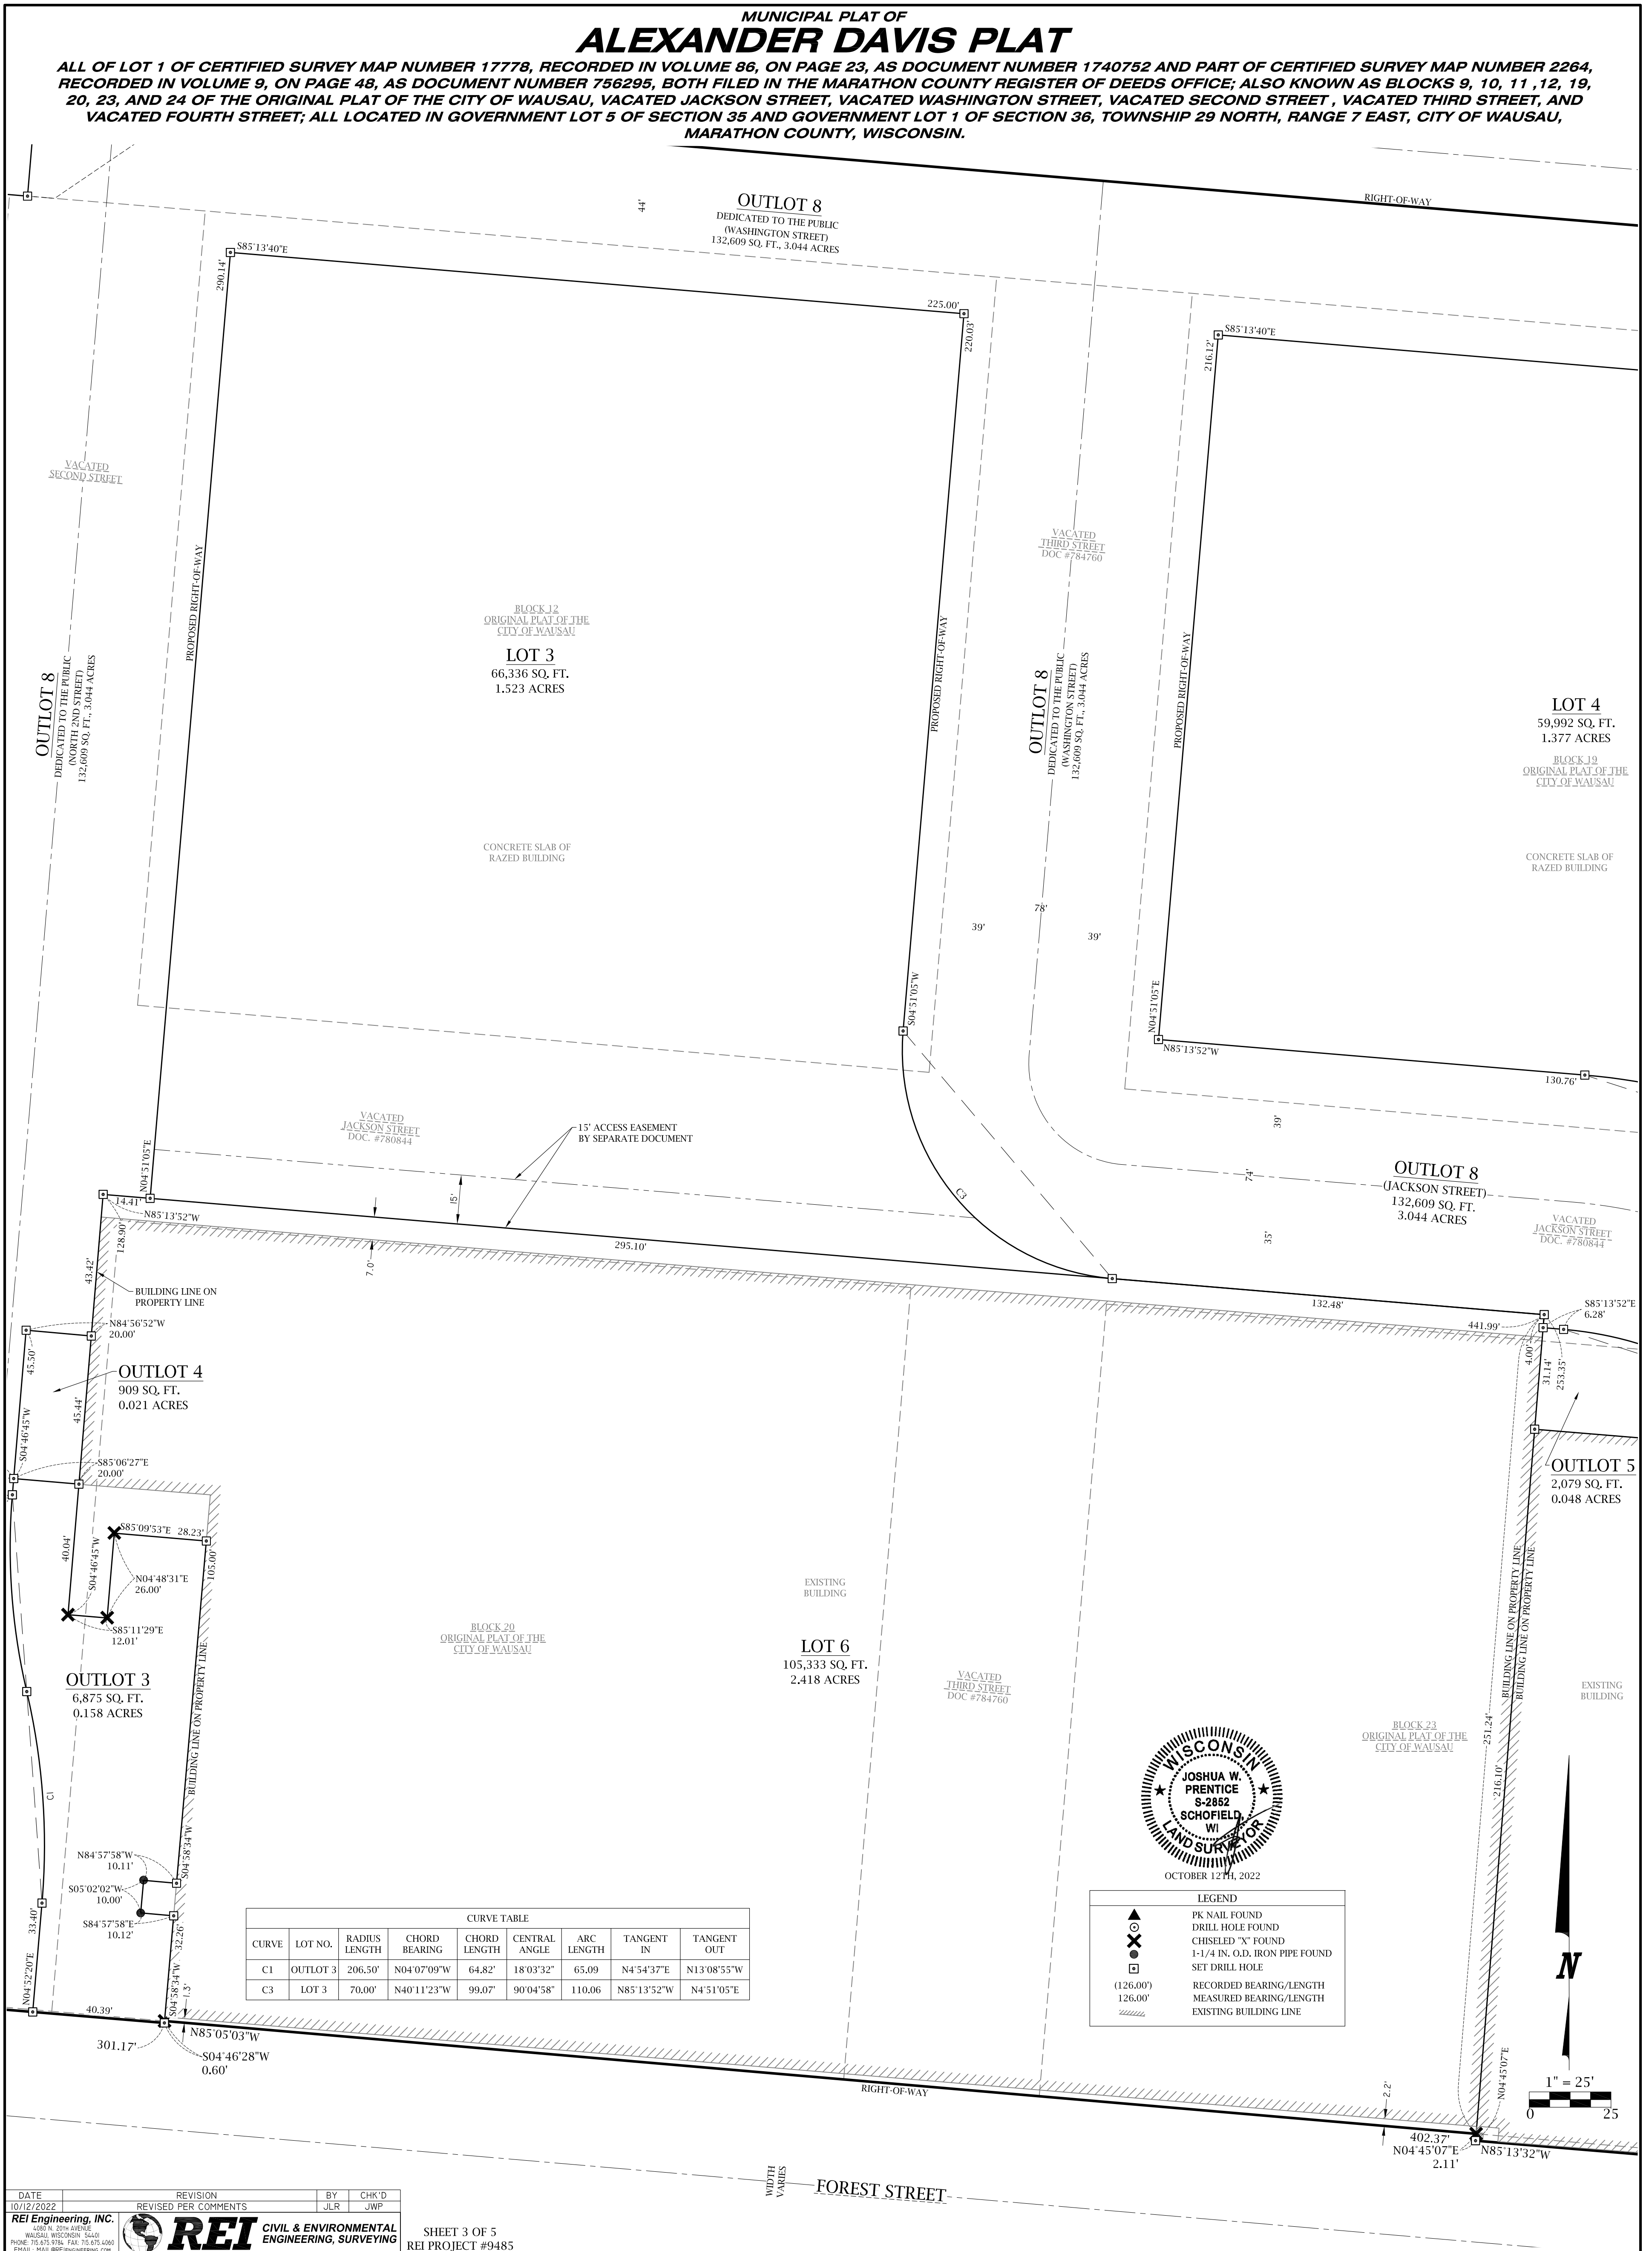 MUNICIPAL PLAT OF
ALEXANDER DAVIS PLAT
ALL OF LOT 1 OF CERTIFIED SURVEY MAP NUMBER 17778, RECORDED IN VOLUME 86, ON PAGE 23, AS DOCUMENT NUMBER 1740752 AND PART OF CERTIFIED SURVEY MAP NUMBER 2264,
RECORDED IN VOLUME 9, ON PAGE 48, AS DOCUMENT NUMBER 756295, BOTH FILED IN THE MARATHON COUNTY REGISTER OF DEEDS OFFICE; ALSO KNOWN AS BLOCKS 9, 10, 11 ,12, 19,
20, 23, AND 24 OF THE ORIGINAL PLAT OF THE CITY OF WAUSAU, VACATED JACKSON STREET, VACATED WASHINGTON STREET, VACATED SECOND STREET , VACATED THIRD STREET, AND
VACATED FOURTH STREET; ALL LOCATED IN GOVERNMENT LOT 5 OF SECTION 35 AND GOVERNMENT LOT 1 OF SECTION 36, TOWNSHIP 29 NORTH, RANGE 7 EAST, CITY OF WAUSAU,
MARATHON COUNTY, WISCONSIN.
RIGHT-OF-WAY
44'
OUTLOT 8
DEDICATED TO THE PUBLIC
(WASHINGTON STREET)
132,609 SQ. FT., 3.044 ACRES
S85°13'40"E
290.14'
225.00'
220.03'
S85°13'40"E
216.12'
VACATED
SECOND STREET
VACATED
THIRD STREET
DOC #784760
PROPOSED RIGHT-OF-WAY
BLOCK 12
ORIGINAL PLAT OF THE
CITY OF WAUSAU
LOT 3
66,336 SQ. FT.
1.523 ACRES
PROPOSED RIGHT-OF-WAY
PROPOSED RIGHT-OF-WAY
OUTLOT 8
DEDICATED TO THE PUBLIC
(NORTH 2ND STREET)
132,609 SQ. FT., 3.044 ACRES
OUTLOT 8
DEDICATED TO THE PUBLIC
(WASHINGTON STREET)
132,609 SQ. FT., 3.044 ACRES
LOT 4
59,992 SQ. FT.
1.377 ACRES
BLOCK 19
ORIGINAL PLAT OF THE
CITY OF WAUSAU
CONCRETE SLAB OF
RAZED BUILDING
CONCRETE SLAB OF
RAZED BUILDING
78'
39'
39'
S04°51'05"W
N04°51'05"E
N85°13'52"W
130.76'
VACATED
JACKSON STREET
DOC. #780844
15' ACCESS EASEMENT
BY SEPARATE DOCUMENT
39'
74'
35'
OUTLOT 8
(JACKSON STREET)
132,609 SQ. FT.
3.044 ACRES
VACATED
JACKSON STREET
DOC. #780844
N04°51'05"E
14.41'
N85°13'52"W
15'
C3
295.10'
7.0'
128.90'
43.42'
BUILDING LINE ON
PROPERTY LINE
132.48'
441.99'
S85°13'52"E
6.28'
4.00'
31.14'
253.35'
N84°56'52"W
20.00'
45.50'
OUTLOT 4
909 SQ. FT.
0.021 ACRES
45.44'
S04°46'45"W
S85°06'27"E
20.00'
OUTLOT 5
2,079 SQ. FT.
0.048 ACRES
S85°09'53"E 28.23'
40.04'
S04°46'45"W
105.00'
N04°48'31"E
26.00'
S85°11'29"E
12.01'
EXISTING
BUILDING
BLOCK 20
ORIGINAL PLAT OF THE
CITY OF WAUSAU
LOT 6
105,333 SQ. FT.
2.418 ACRES
VACATED
THIRD STREET
DOC #784760
BUILDING LINE ON PROPERTY LINE
BUILDING LINE ON PROPERTY LINE
EXISTING
BUILDING
OUTLOT 3
6,875 SQ. FT.
0.158 ACRES
BUILDING LINE ON PROPERTY LINE
BLOCK 23
ORIGINAL PLAT OF THE
CITY OF WAUSAU
251.24'
216.10'
C1
WISCONSIN
JOSHUA W.
PRENTICE
S-2852
SCHOFIELD,
WI
LAND SURVEYOR
OCTOBER 12TH, 2022
N84°57'58"W
10.11'
S05°02'02"W
10.00'
S84°57'58"E
10.12'
S04°58'34"W
32.26'
33.40'
N04°52'20"E
S04°58'34"W
1.3'
CURVE TABLE
CURVE LOT NO. RADIUS LENGTH CHORD BEARING CHORD LENGTH CENTRAL ANGLE ARC LENGTH TANGENT IN TANGENT OUT
C1 OUTLOT 3 206.50' N04°07'09"W 64.82' 18°03'32" 65.09 N4°54'37"E N13°08'55"W
C3 LOT 3 70.00' N40°11'23"W 99.07' 90°04'58" 110.06 N85°13'52"W N4°51'05"E
LEGEND
PK NAIL FOUND
DRILL HOLE FOUND
CHISELED "X" FOUND
1-1/4 IN. O.D. IRON PIPE FOUND
SET DRILL HOLE
(126.00') RECORDED BEARING/LENGTH
126.00' MEASURED BEARING/LENGTH
EXISTING BUILDING LINE
N
1" = 25'
0 25
40.39'
301.17'
N85°05'03"W
S04°46'28"W
0.60'
RIGHT-OF-WAY
2.2'
N04°45'07"E
402.37'
N04°45'07"E
2.11'
N85°13'32"W
WIDTH
VARIES
FOREST STREET
DATE REVISION BY CHK'D
10/12/2022 REVISED PER COMMENTS JLR JWP
REI Engineering, INC.
4080 N. 20TH AVENUE
WAUSAU, WISCONSIN 54401
PHONE: 715.675.9784 FAX: 715.675.4060
EMAIL: MAIL@REIENGINEERING.COM
REI
CIVIL & ENVIRONMENTAL
ENGINEERING, SURVEYING
SHEET 3 OF 5
REI PROJECT #9485